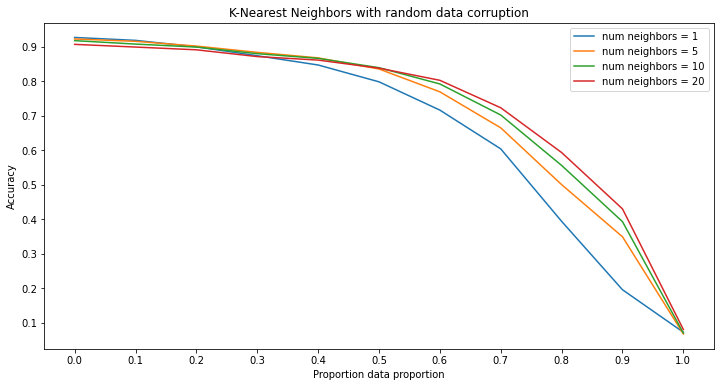 K-Nearest Neighbors with random data corruption
num neighbors = 1
num neighbors = 5
num neighbors = 10
num neighbors = 20
Accuracy
0.9
0.8
0.7
0.6
0.5
0.4
0.3
0.2
0.1
0.0 0.1 0.2 0.3 0.4 0.5 0.6 0.7 0.8 0.9 1.0
Proportion data proportion